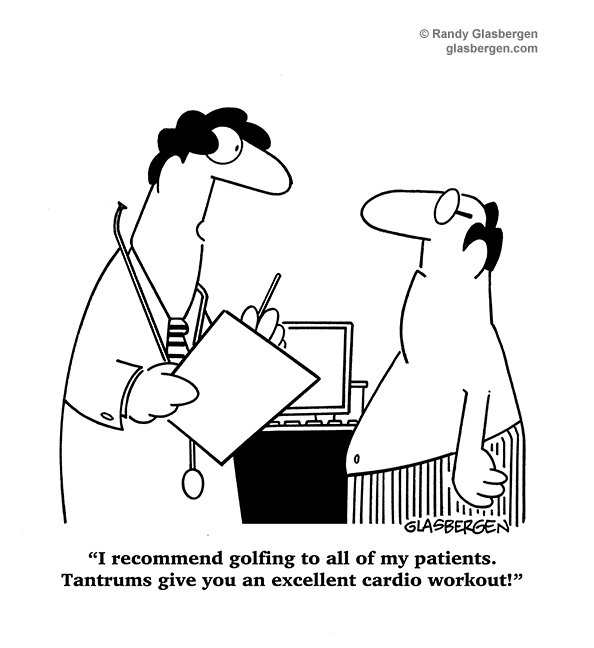 © Randy Glasbergen
glasbergen.com
GLASBERGEN
“I recommend golfing to all of my patients.
Tantrums give you an excellent cardio workout!”